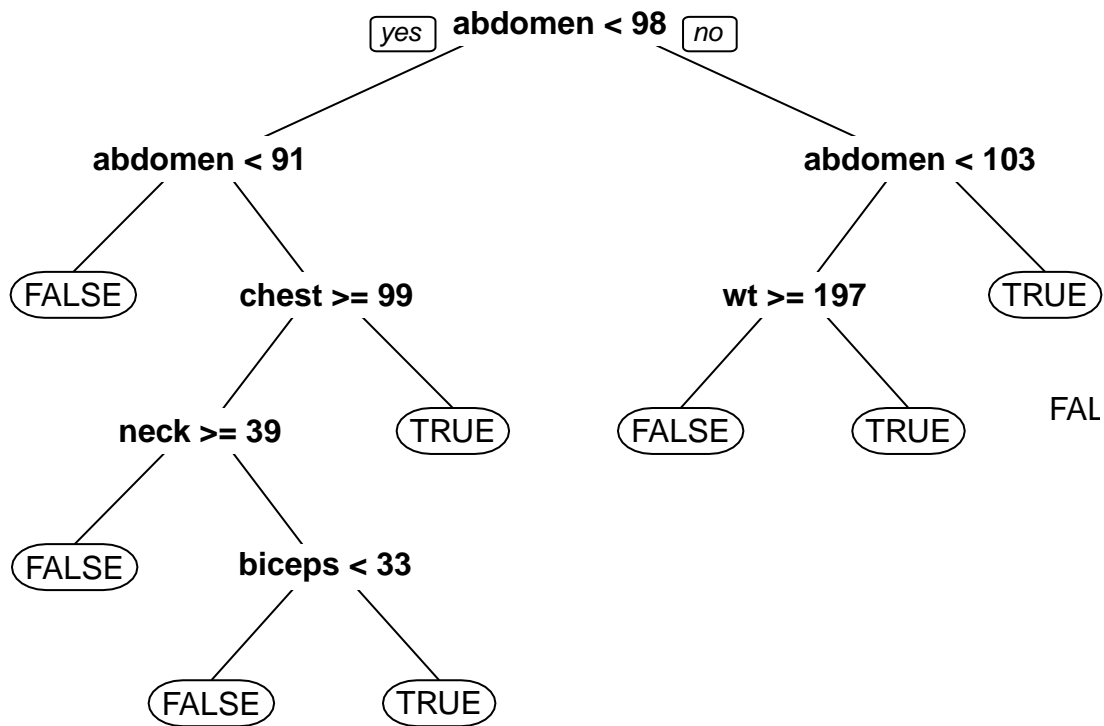 yes abdomen < 98 no
abdomen < 91 abdomen < 103
FALSE chest >= 99 wt >= 197 TRUE
neck >= 39 TRUE FALSE TRUE FAL
FALSE biceps < 33
FALSE TRUE